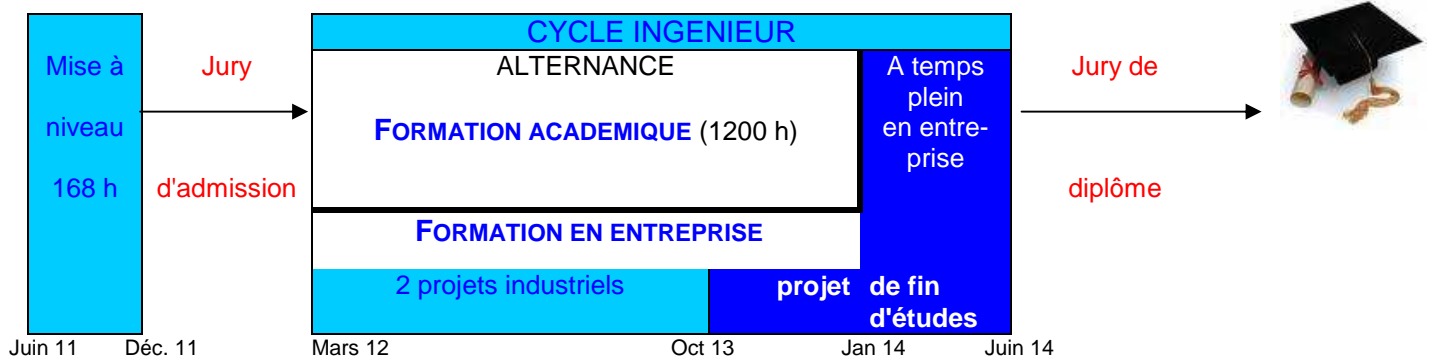 CYCLE INGENIEUR
Mise à
niveau
168 h
Jury
d'admission
ALTERNANCE
FORMATION ACADEMIQUE (1200 h)
A temps
plein
en entre-
prise
Jury de
diplôme
FORMATION EN ENTREPRISE
2 projets industriels
projet de fin
d'études
Juin 11 Déc. 11 Mars 12 Oct 13 Jan 14 Juin 14